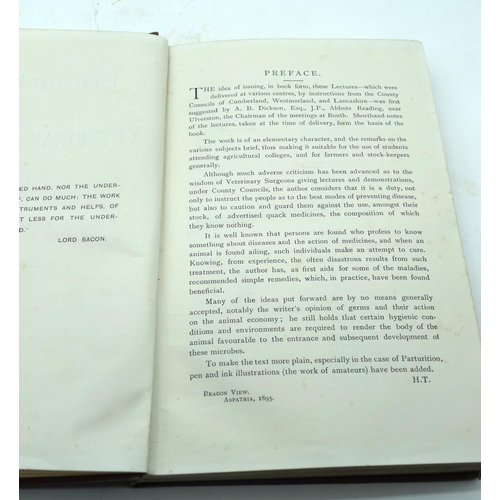 ED HAND, NOR THE UNDER-
CAN DO MUCH; THE WORK
STRUMENTS AND HELPS, OF
T LESS FOR THE UNDER-
D."
LORD BACON.
PREFACE.
THE idea of issuing, in book form, these Lectures—which were
delivered at various centres, by instructions from the County
Councils of Cumberland, Westmorland, and Lancashire—was first
suggested by A. B. Dickson, Esq., J.P., Abbots Reading, near
Ulverston, the Chairman of the meetings at Bouth. Shorthand notes
of the lectures, taken at the time of delivery, form the basis of the
book.
The work is of an elementary character, and the remarks on the
various subjects brief, thus making it suitable for the use of students
attending agricultural colleges, and for farmers and stock-keepers
generally.
Although much adverse criticism has been advanced as to the
wisdom of Veterinary Surgeons giving lectures and demonstrations,
under County Councils, the author considers that it is a duty, not
only to instruct the people as to the best modes of preventing disease,
but also to caution and guard them against the use, amongst their
stock, of advertised quack medicines, the composition of which
they know nothing.
It is well known that persons are found who profess to know
something about diseases and the action of medicines, and when an
animal is found ailing, such individuals make an attempt to cure.
Knowing, from experience, the often disastrous results from such
treatment, the author has, as first aids for some of the maladies,
recommended simple remedies, which, in practice, have been found
beneficial.
Many of the ideas put forward are by no means generally
accepted, notably the writer's opinion of germs and their action
on the animal economy; he still holds that certain hygienic con-
ditions and environments are required to render the body of the
animal favourable to the entrance and subsequent development of
these microbes.
To make the text more plain, especially in the case of Parturition,
pen and ink illustrations (the work of amateurs) have been added.
H.T.
BEACON VIEW,
ASPATRIA, 1895.